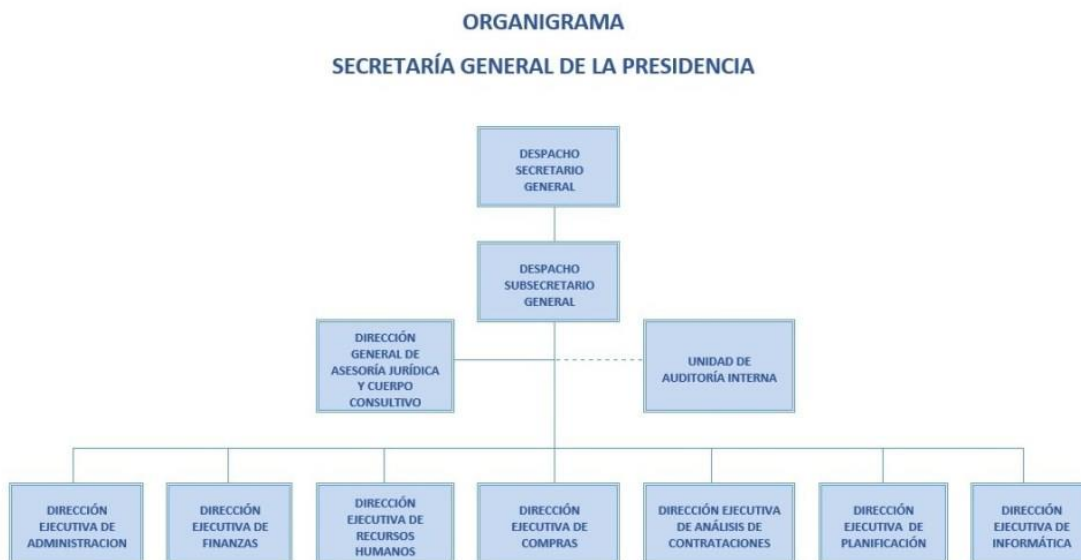 ORGANIGRAMA
SECRETARÍA GENERAL DE LA PRESIDENCIA
DESPACHO
SECRETARIO
GENERAL
DESPACHO
SUBSECRETARIO
GENERAL
DIRECCIÓN
GENERAL DE
ASESORÍA JURÍDICA
Y CUERPO
CONSULTIVO
UNIDAD DE
AUDITORÍA INTERNA
DIRECCIÓN
EJECUTIVA DE
ADMINISTRACION
DIRECCIÓN
EJECUTIVA DE
FINANZAS
DIRECCIÓN
EJECUTIVA DE
RECURSOS
HUMANOS
DIRECCIÓN
EJECUTIVA DE
COMPRAS
DIRECCIÓN EJECUTIVA
DE ANÁLISIS DE
CONTRATACIONES
DIRECCIÓN
EJECUTIVA DE
PLANIFICACIÓN
DIRECCIÓN
EJECUTIVA DE
INFORMÁTICA